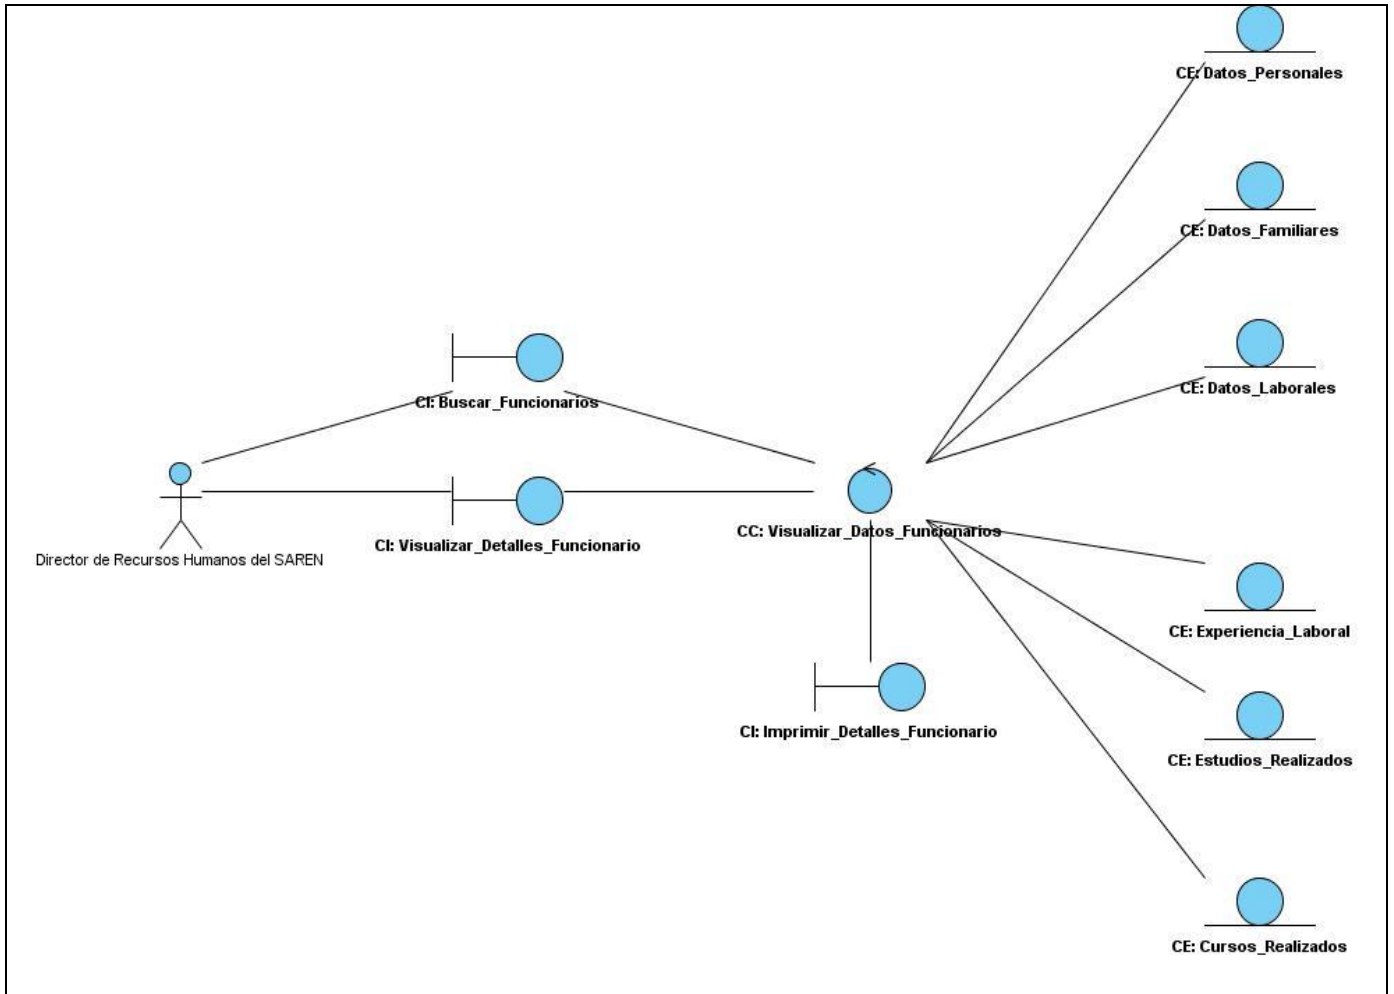 CE: Datos_Personales
CE: Datos_Familiares
CE: Datos_Laborales
CI: Buscar_Funcionarios
CI: Visualizar_Detalles_Funcionario
CC: Visualizar_Datos_Funcionarios
Director de Recursos Humanos del SAREN
CE: Experiencia_Laboral
CI: Imprimir_Detalles_Funcionario
CE: Estudios_Realizados
CE: Cursos_Realizados